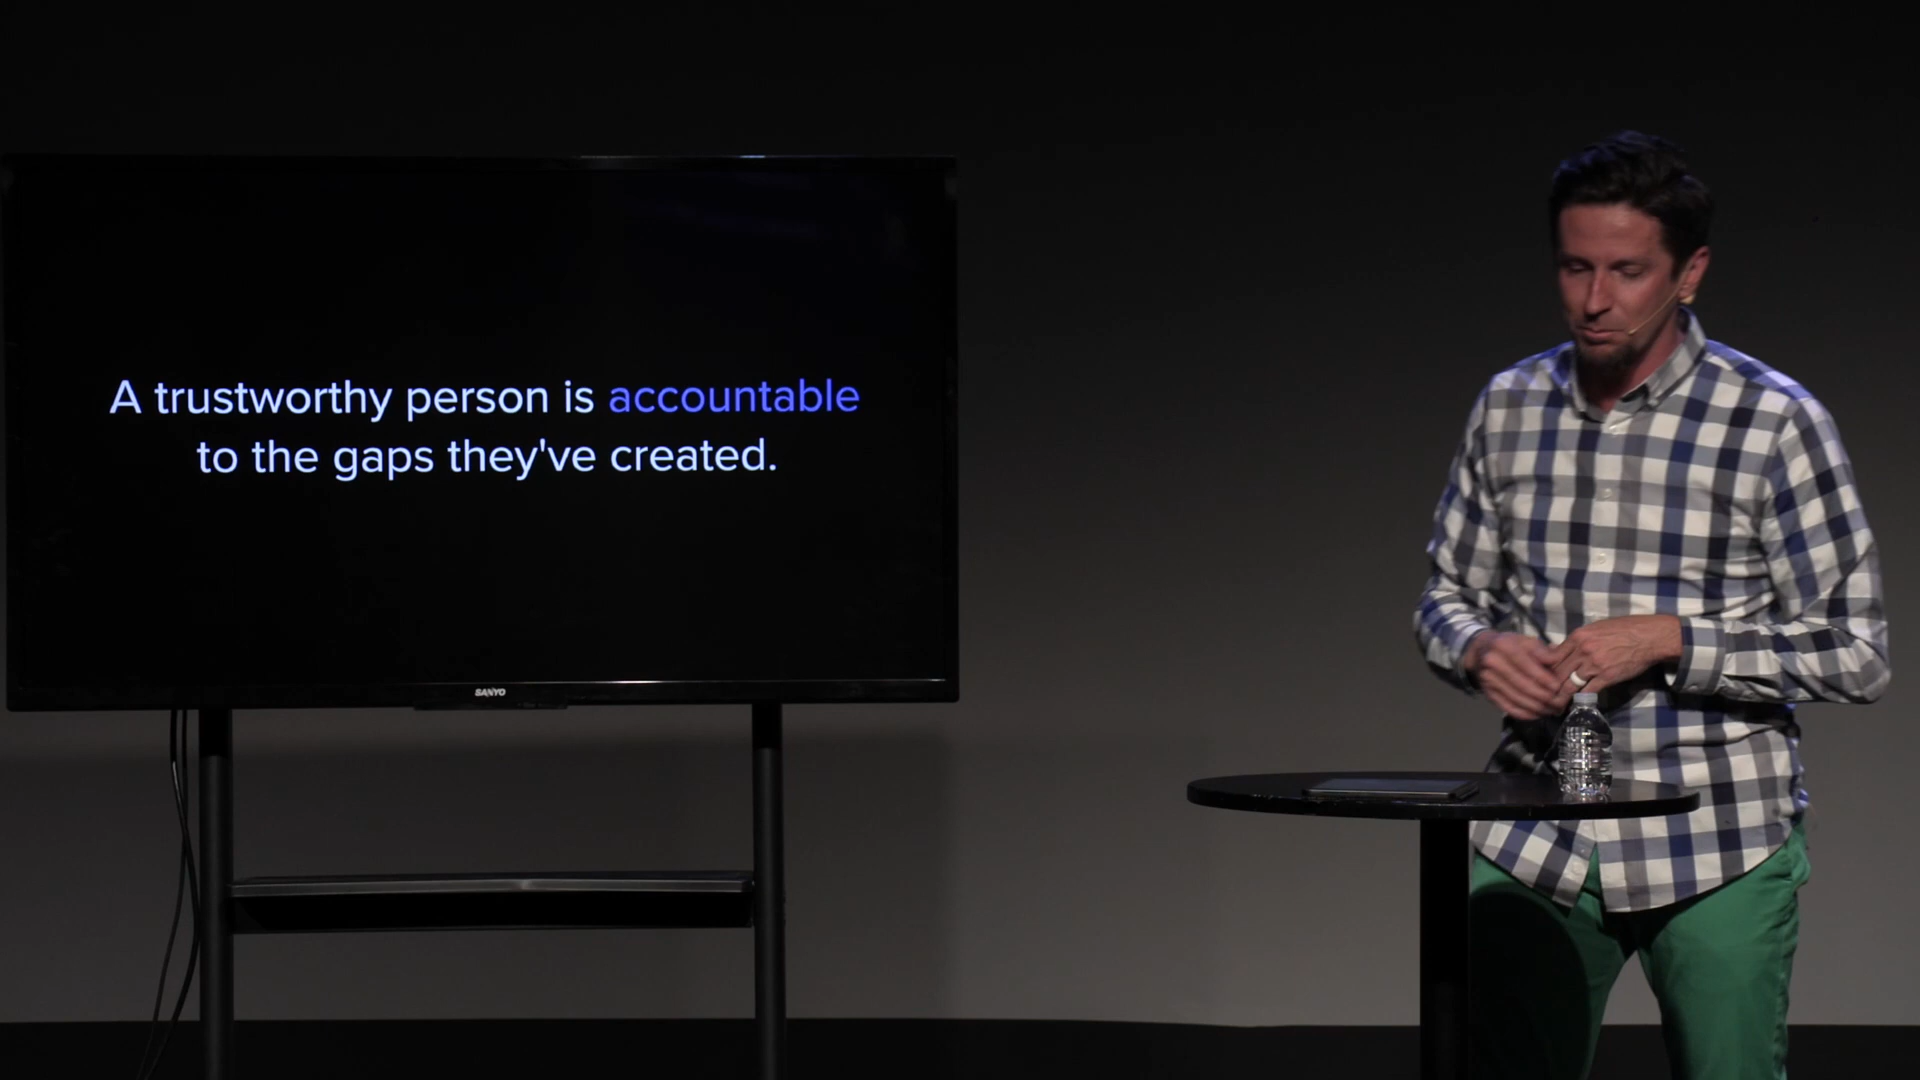 A trustworthy person is accountable
to the gaps they've created.
SANYO